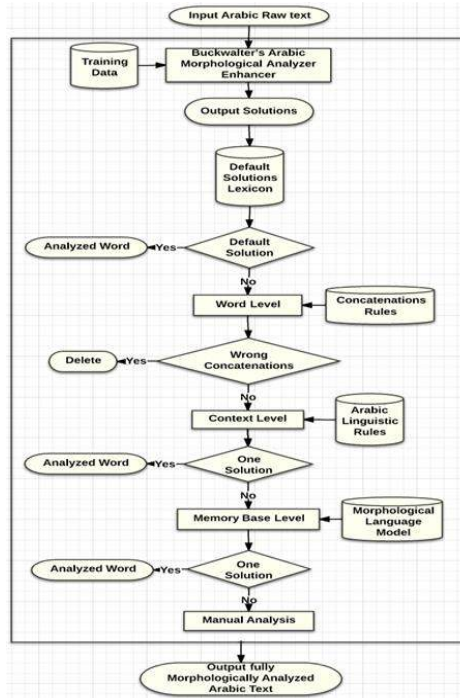 Input Arabic Raw text
Training
Data
Buckwalter's Arabic
Morphological Analyzer
Enhancer
Output Solutions
Default
Solutions
Lexicon
Default
Solution
Yes
Analyzed Word
No
Word Level
Concatenations
Rules
Wrong
Concatenations
Yes
Delete
No
Context Level
Arabic
Linguistic
Rules
One
Solution
Yes
Analyzed Word
No
Memory Base Level
Morphological
Language
Model
One
Solution
Yes
Analyzed Word
No
Manual Analysis
Output fully
Morphologically Analyzed
Arabic Text